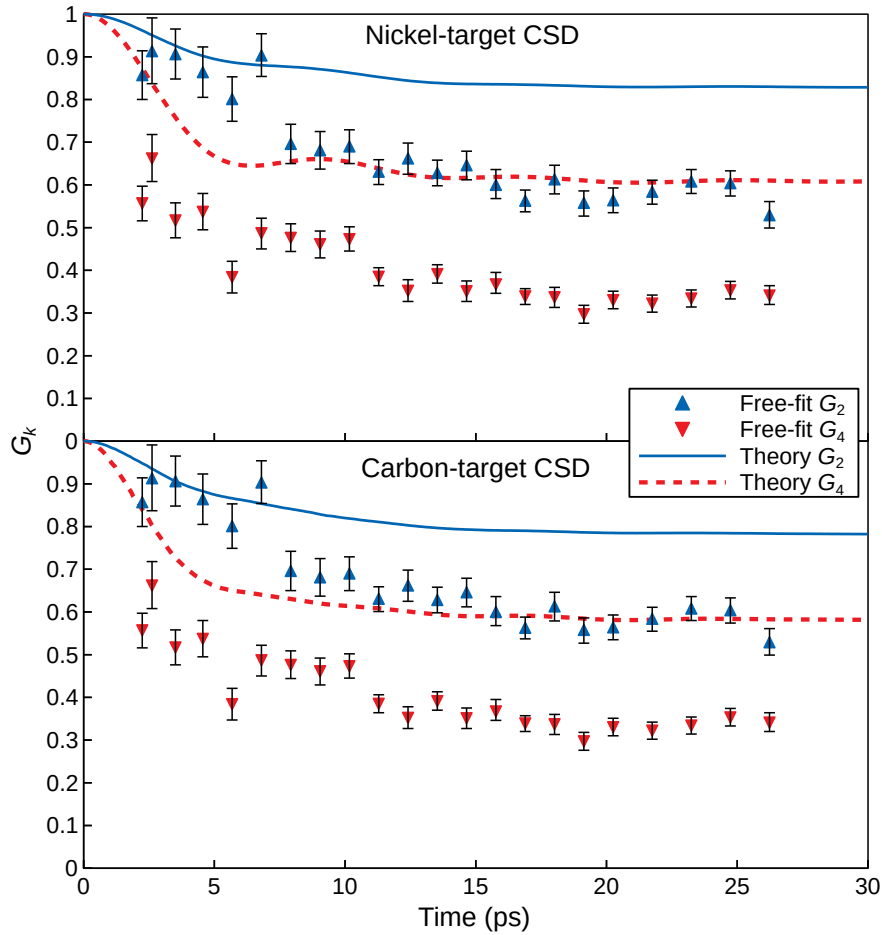 Nickel-target CSD
1
0.9
0.8
0.7
0.6
0.5
0.4
0.3
0.2
0.1
0
Gk
Free-fit G2
Free-fit G4
Theory G2
Theory G4
Carbon-target CSD
0.9
0.8
0.7
0.6
0.5
0.4
0.3
0.2
0.1
0
0 5 10 15 20 25 30
Time (ps)